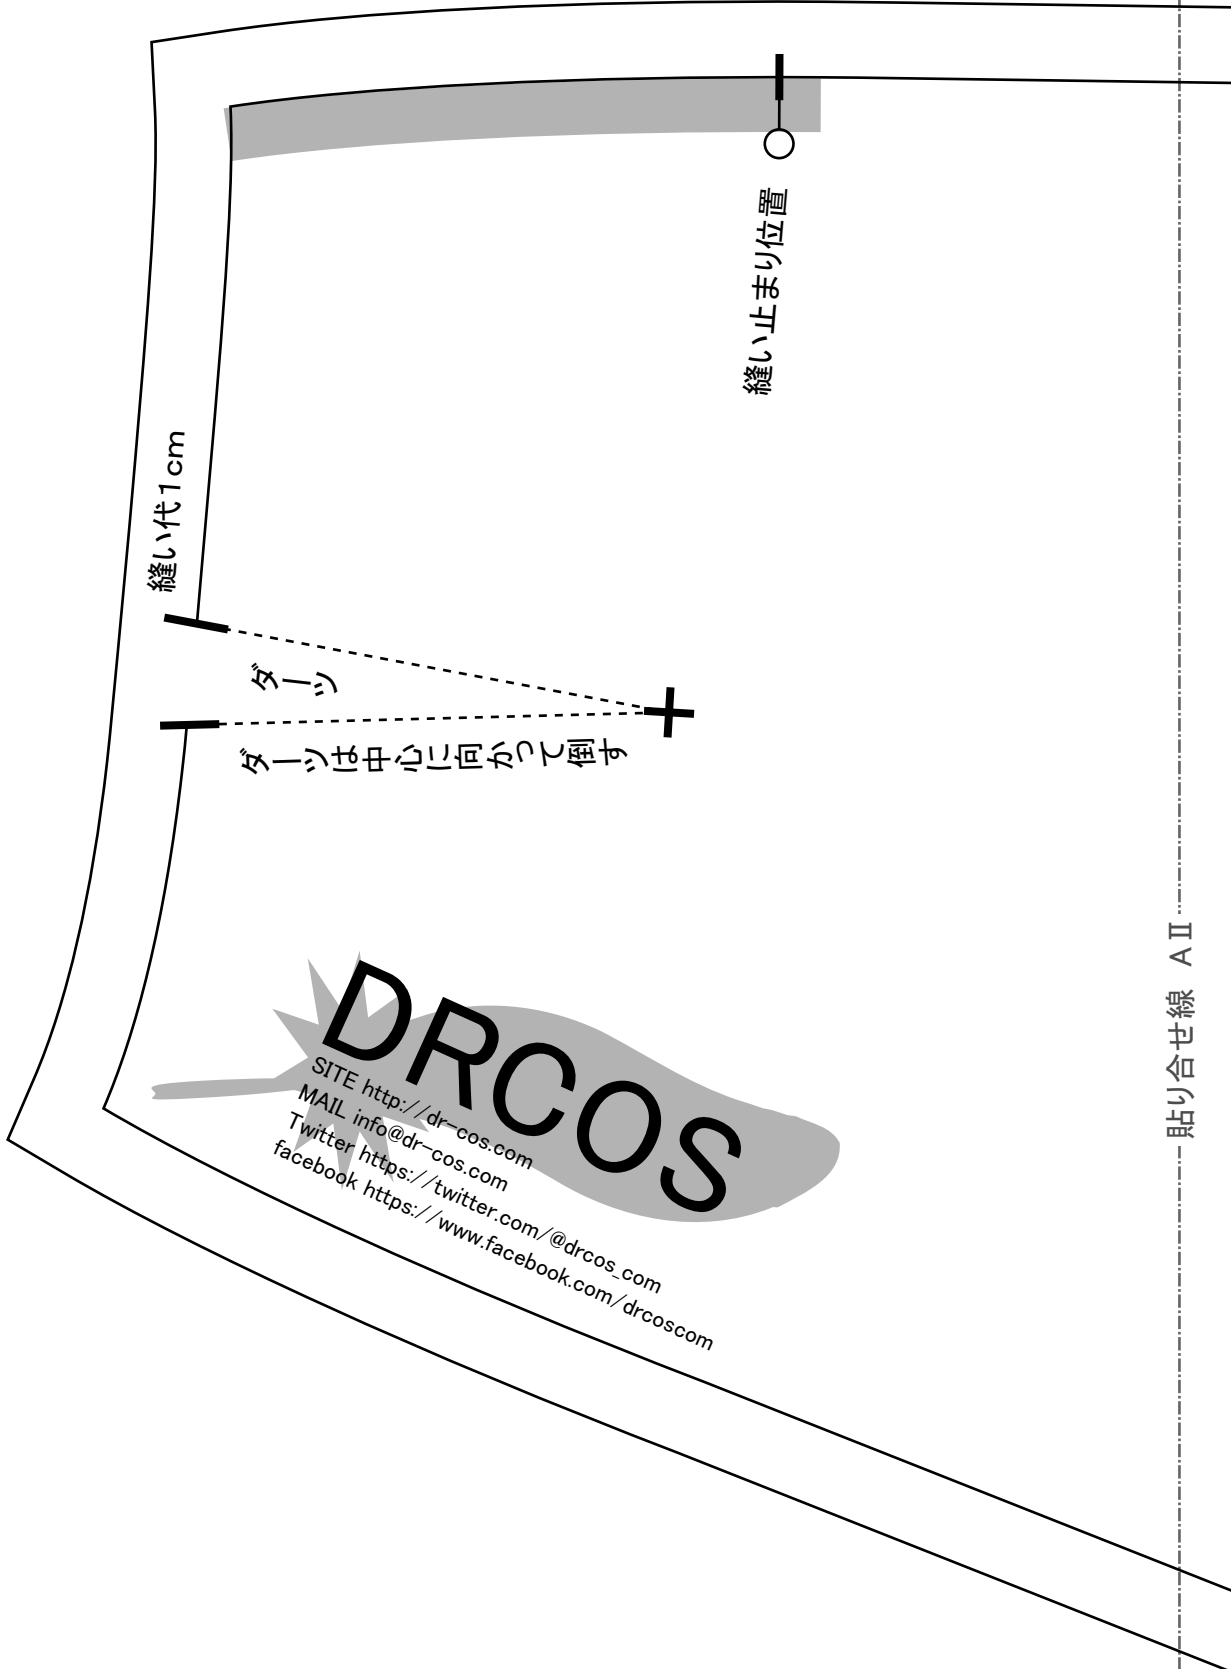 縫い止まり位置
縫い代1cm
ダーツ
ダーツは中心に向かって倒す
DRCOS
SITE http://dr-cos.com
MAIL info@dr-cos.com
Twitter https://twitter.com/@drcos_com
facebook https://www.facebook.com/drcoscom
貼り合せ線 AⅡ